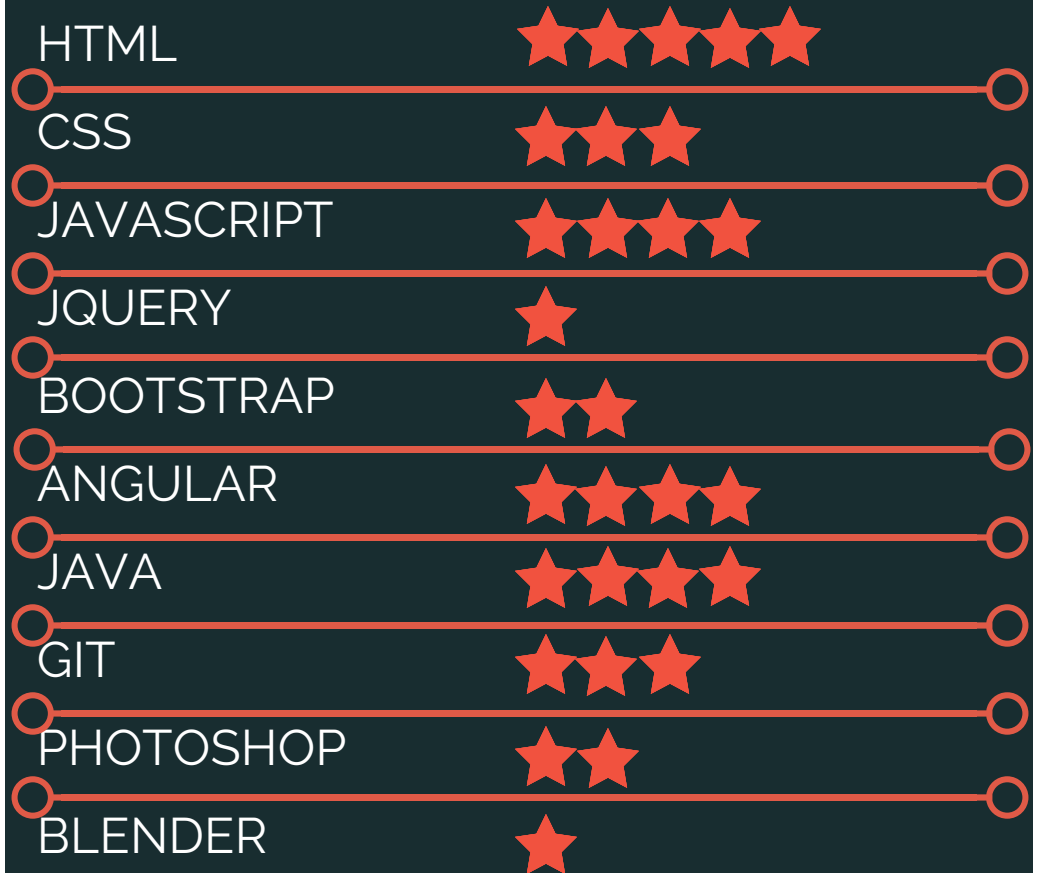 HTML
CSS
JAVASCRIPT
JQUERY
BOOTSTRAP
ANGULAR
JAVA
GIT
PHOTOSHOP
BLENDER